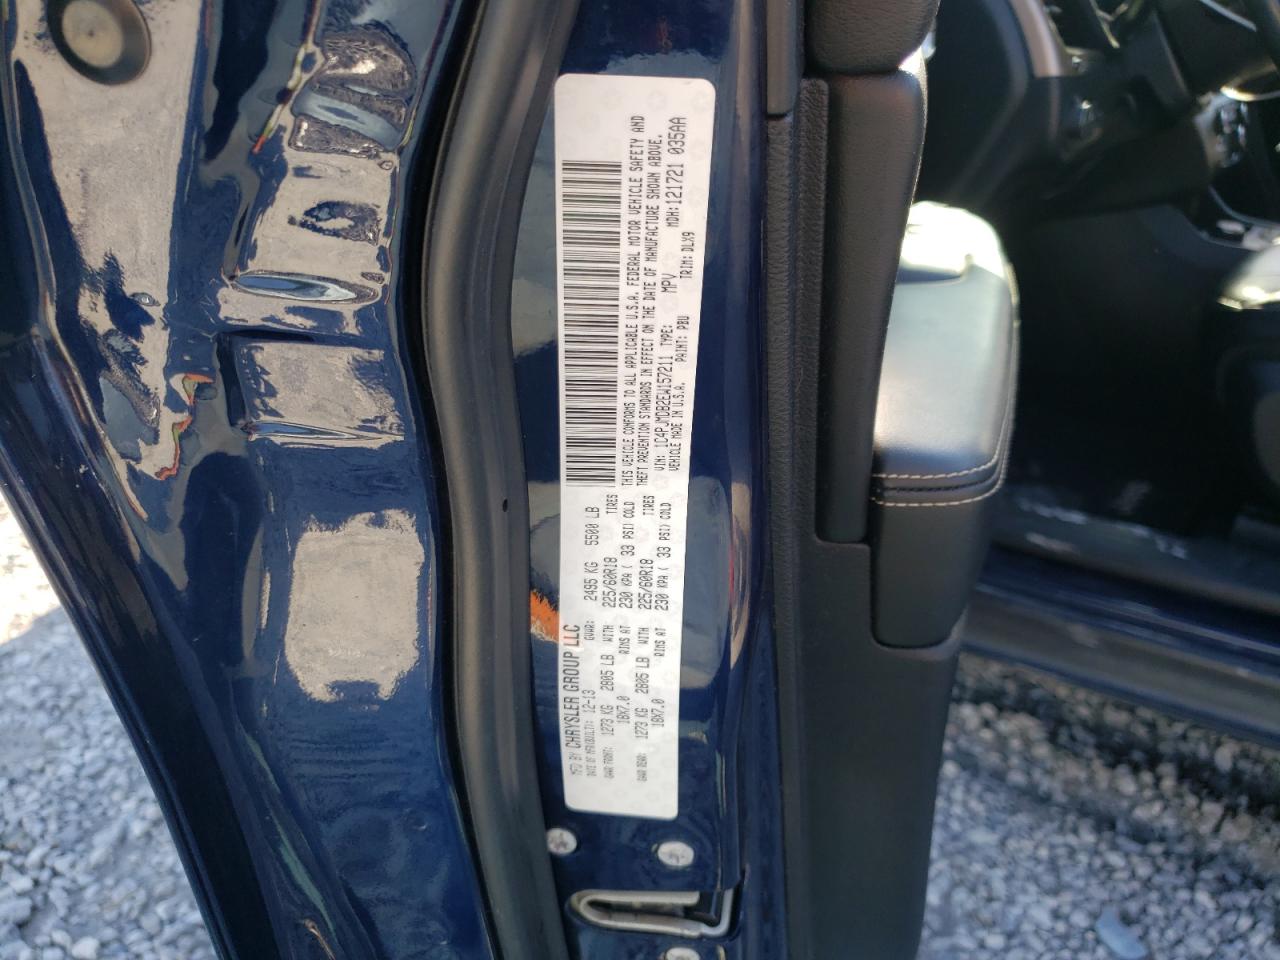 MFD BY CHRYSLER GROUP LLC
DATE OF MFR(BUILT): 12-13 GVWR: 2495 KG 5500 LB
GAWR FRONT: 1273 KG 2805 LB WITH 225/60R18 TIRES
18X7.0 RIMS AT 230 KPA ( 33 PSI) COLD
GAWR REAR: 1273 KG 2805 LB WITH 225/60R18 TIRES
18X7.0 RIMS AT 230 KPA ( 33 PSI) COLD
THIS VEHICLE CONFORMS TO ALL APPLICABLE U.S.A. FEDERAL MOTOR VEHICLE SAFETY AND
THEFT PREVENTION STANDARDS IN EFFECT ON THE DATE OF MANUFACTURE SHOWN ABOVE.
VIN: 1C4PJMDB2EW157211 TYPE: MPV MDH: 121721 035AA
VEHICLE MADE IN U.S.A. PAINT: PBU TRIM: DLX9